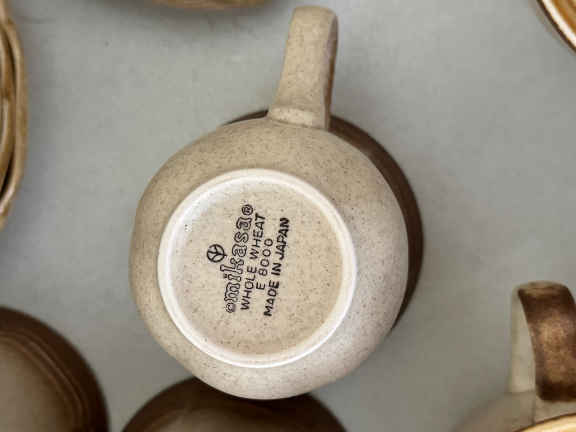 ©mikasa®
WHOLE WHEAT
E 8000
MADE IN JAPAN